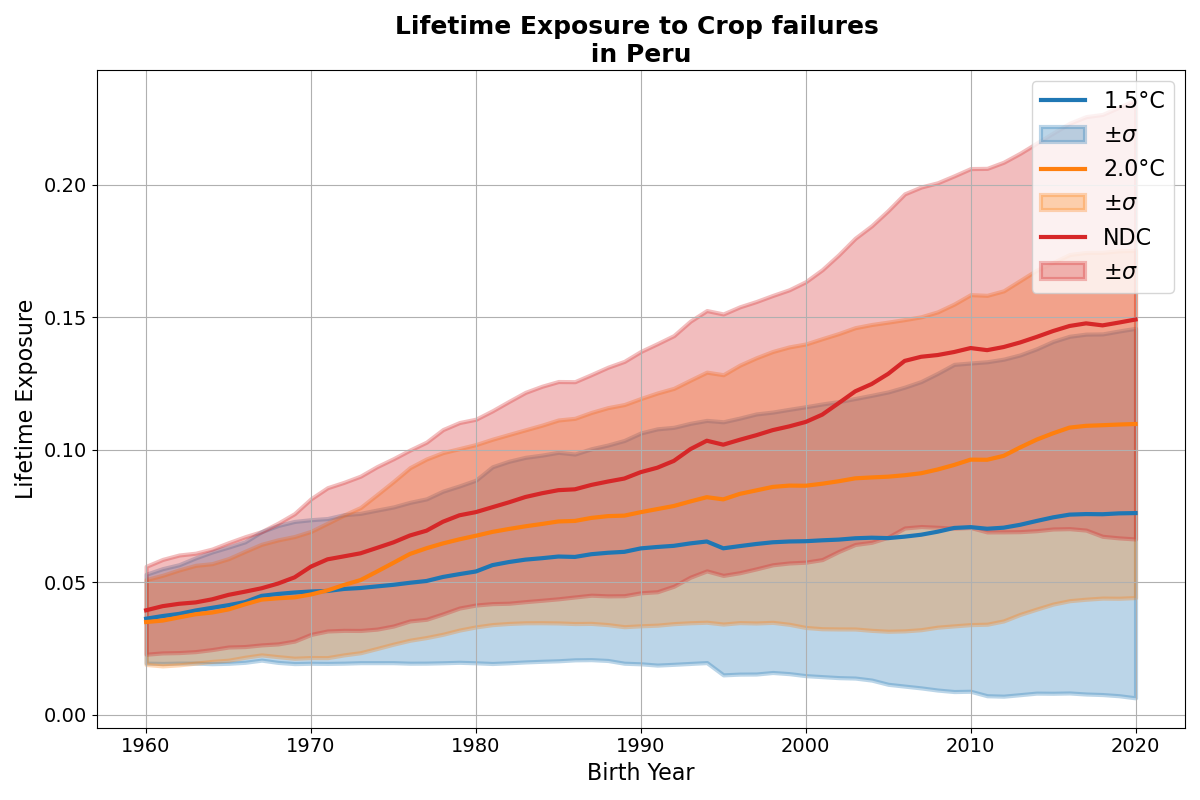 Lifetime Exposure to Crop failures
in Peru
1.5°C
±σ
2.0°C
±σ
NDC
±σ
Lifetime Exposure
0.20
0.15
0.10
0.05
0.00
1960 1970 1980 1990 2000 2010 2020
Birth Year